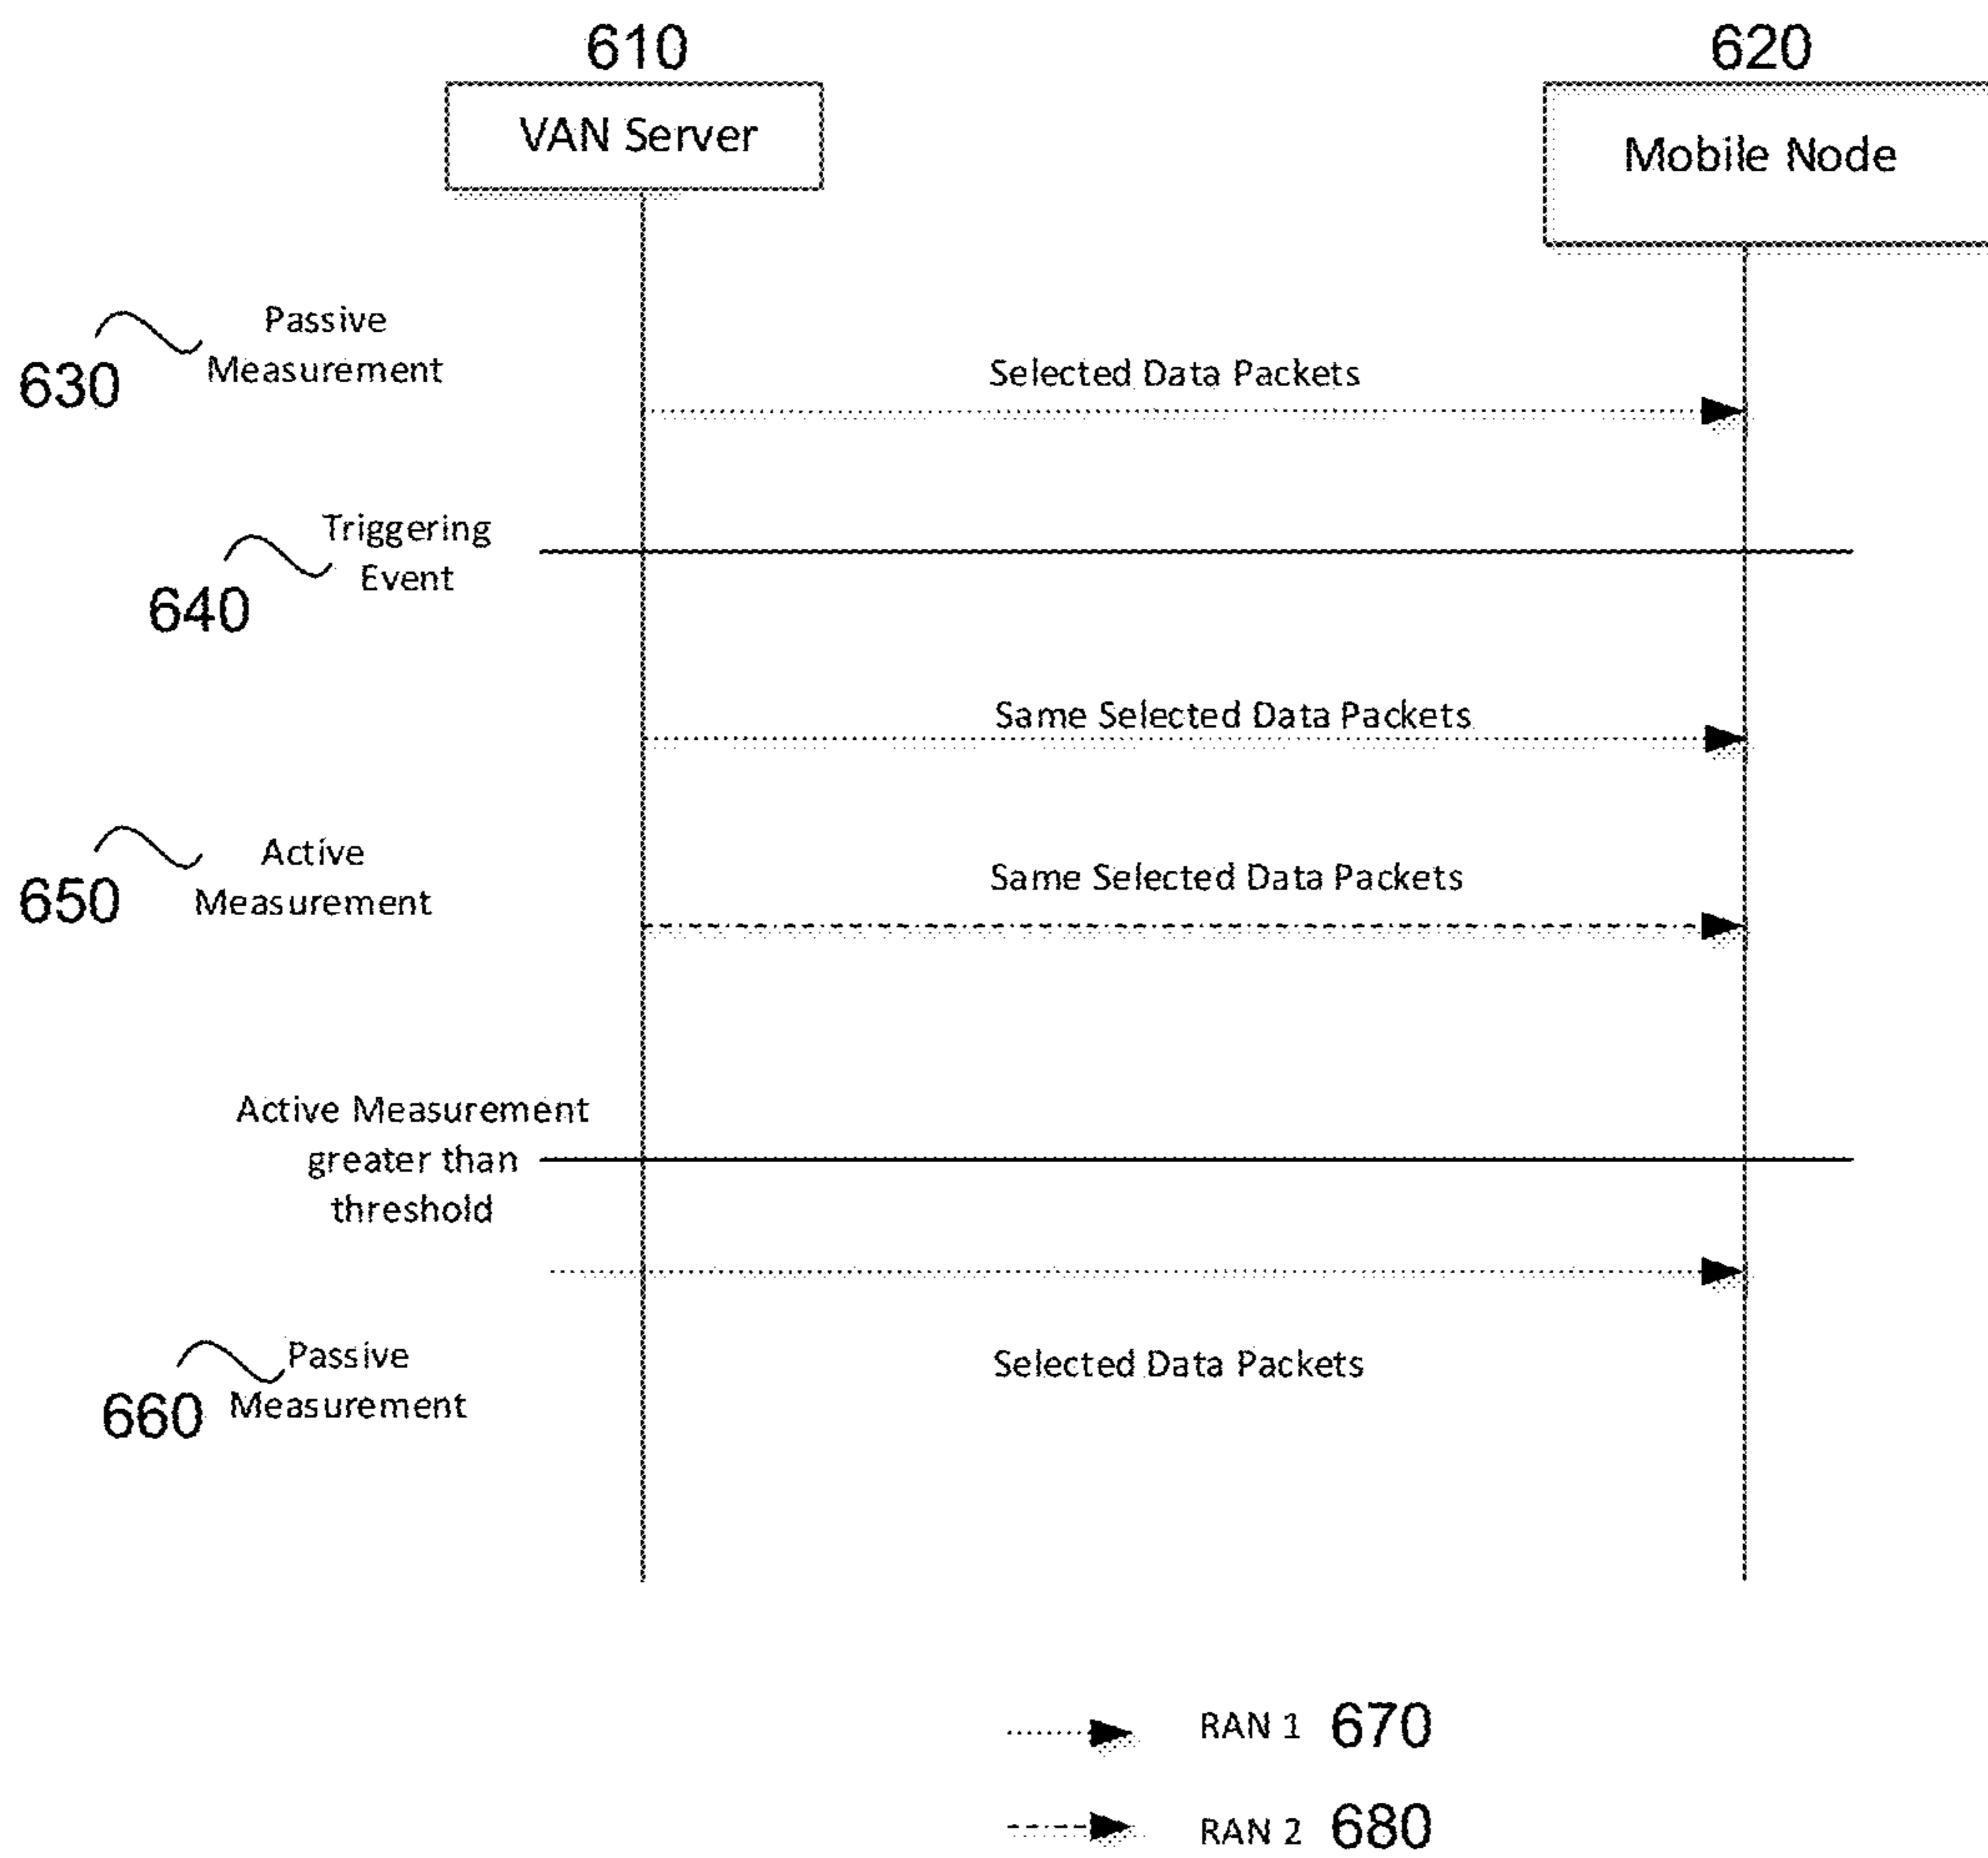 610
620
VAN Server
Mobile Node
Passive
Measurement
630
Selected Data Packets
Triggering
Event
640
Same Selected Data Packets
Active
Measurement
650
Same Selected Data Packets
Active Measurement
greater than
threshold
Passive
Measurement
660
Selected Data Packets
RAN 1 670
RAN 2 680